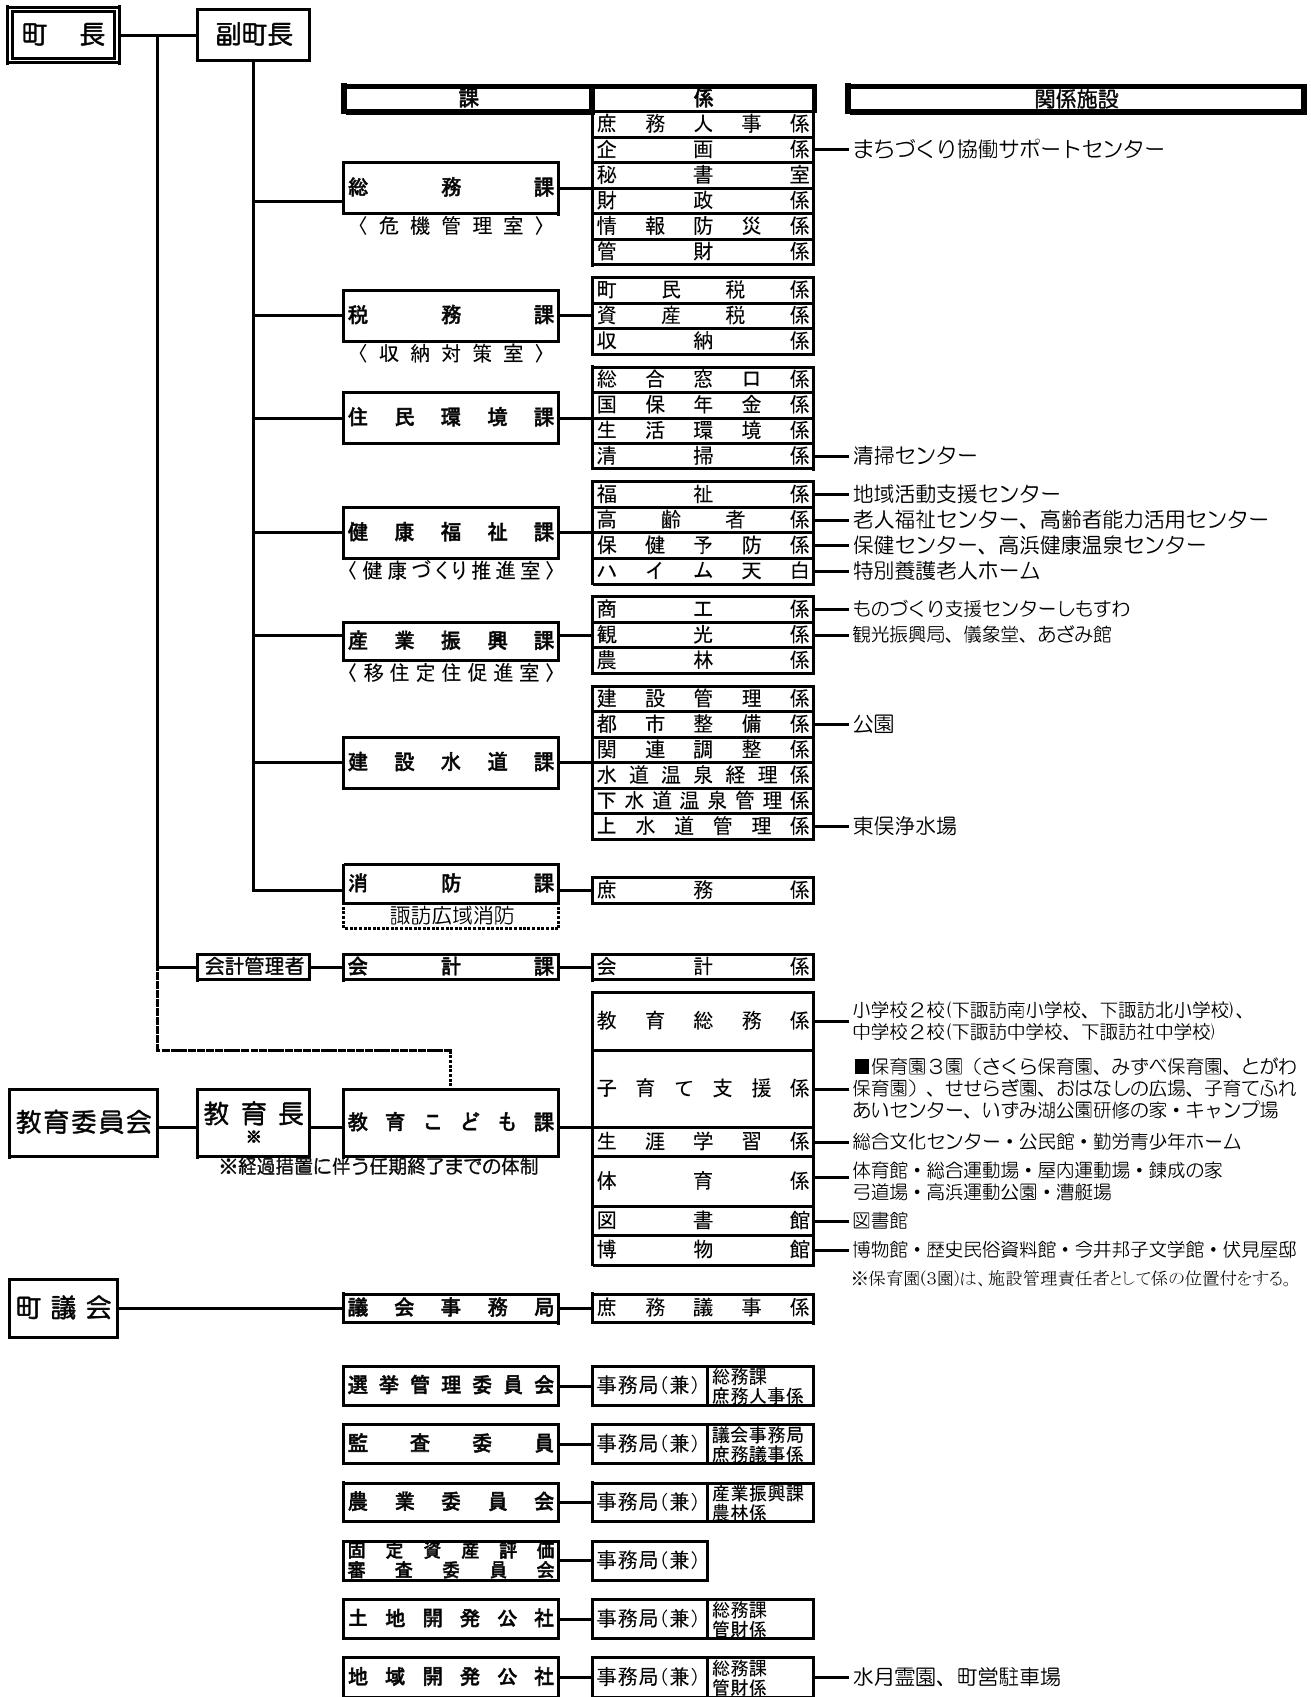 町長
副町長
課
係
関係施設
庶務人事係
企画係
まちづくり協働サポートセンター
総務課
秘書室
財政係
〈危機管理室〉
情報防災係
管財係
町民税係
税務課
資産税係
収納係
〈収納対策室〉
総合窓口係
住民環境課
国保年金係
生活環境係
清掃係
清掃センター
福祉係
地域活動支援センター
健康福祉課
高齢者係
老人福祉センター、高齢者能力活用センター
保健予防係
保健センター、高浜健康温泉センター
〈健康づくり推進室〉
ハイム天白
特別養護老人ホーム
商工係
ものづくり支援センターしもすわ
産業振興課
観光係
観光振興局、儀象堂、あざみ館
農林係
〈移住定住促進室〉
建設管理係
都市整備係
公園
建設水道課
関連調整係
水道温泉経理係
下水道温泉管理係
上水道管理係
東俣浄水場
消防課
庶務係
諏訪広域消防
会計管理者
会計課
会計係
教育総務係
小学校2校(下諏訪南小学校、下諏訪北小学校)、
中学校2校(下諏訪中学校、下諏訪社中学校)
子育て支援係
■保育園3園（さくら保育園、みずべ保育園、とがわ
保育園）、せせらぎ園、おはなしの広場、子育てふれ
あいセンター、いずみ湖公園研修の家・キャンプ場
教育委員会
教育長
※
教育こども課
※経過措置に伴う任期終了までの体制
生涯学習係
総合文化センター・公民館・勤労青少年ホーム
体育係
体育館・総合運動場・屋内運動場・錬成の家
弓道場・高浜運動公園・漕艇場
図書館
図書館
博物館
博物館・歴史民俗資料館・今井邦子文学館・伏見屋邸
※保育園(3園)は、施設管理責任者として係の位置付をする。
町議会
議会事務局
庶務議事係
選挙管理委員会
事務局(兼)
総務課
庶務人事係
監査委員
事務局(兼)
議会事務局
庶務議事係
農業委員会
事務局(兼)
産業振興課
農林係
固定資産評価
審査委員会
事務局(兼)
土地開発公社
事務局(兼)
総務課
管財係
地域開発公社
事務局(兼)
総務課
管財係
水月霊園、町営駐車場